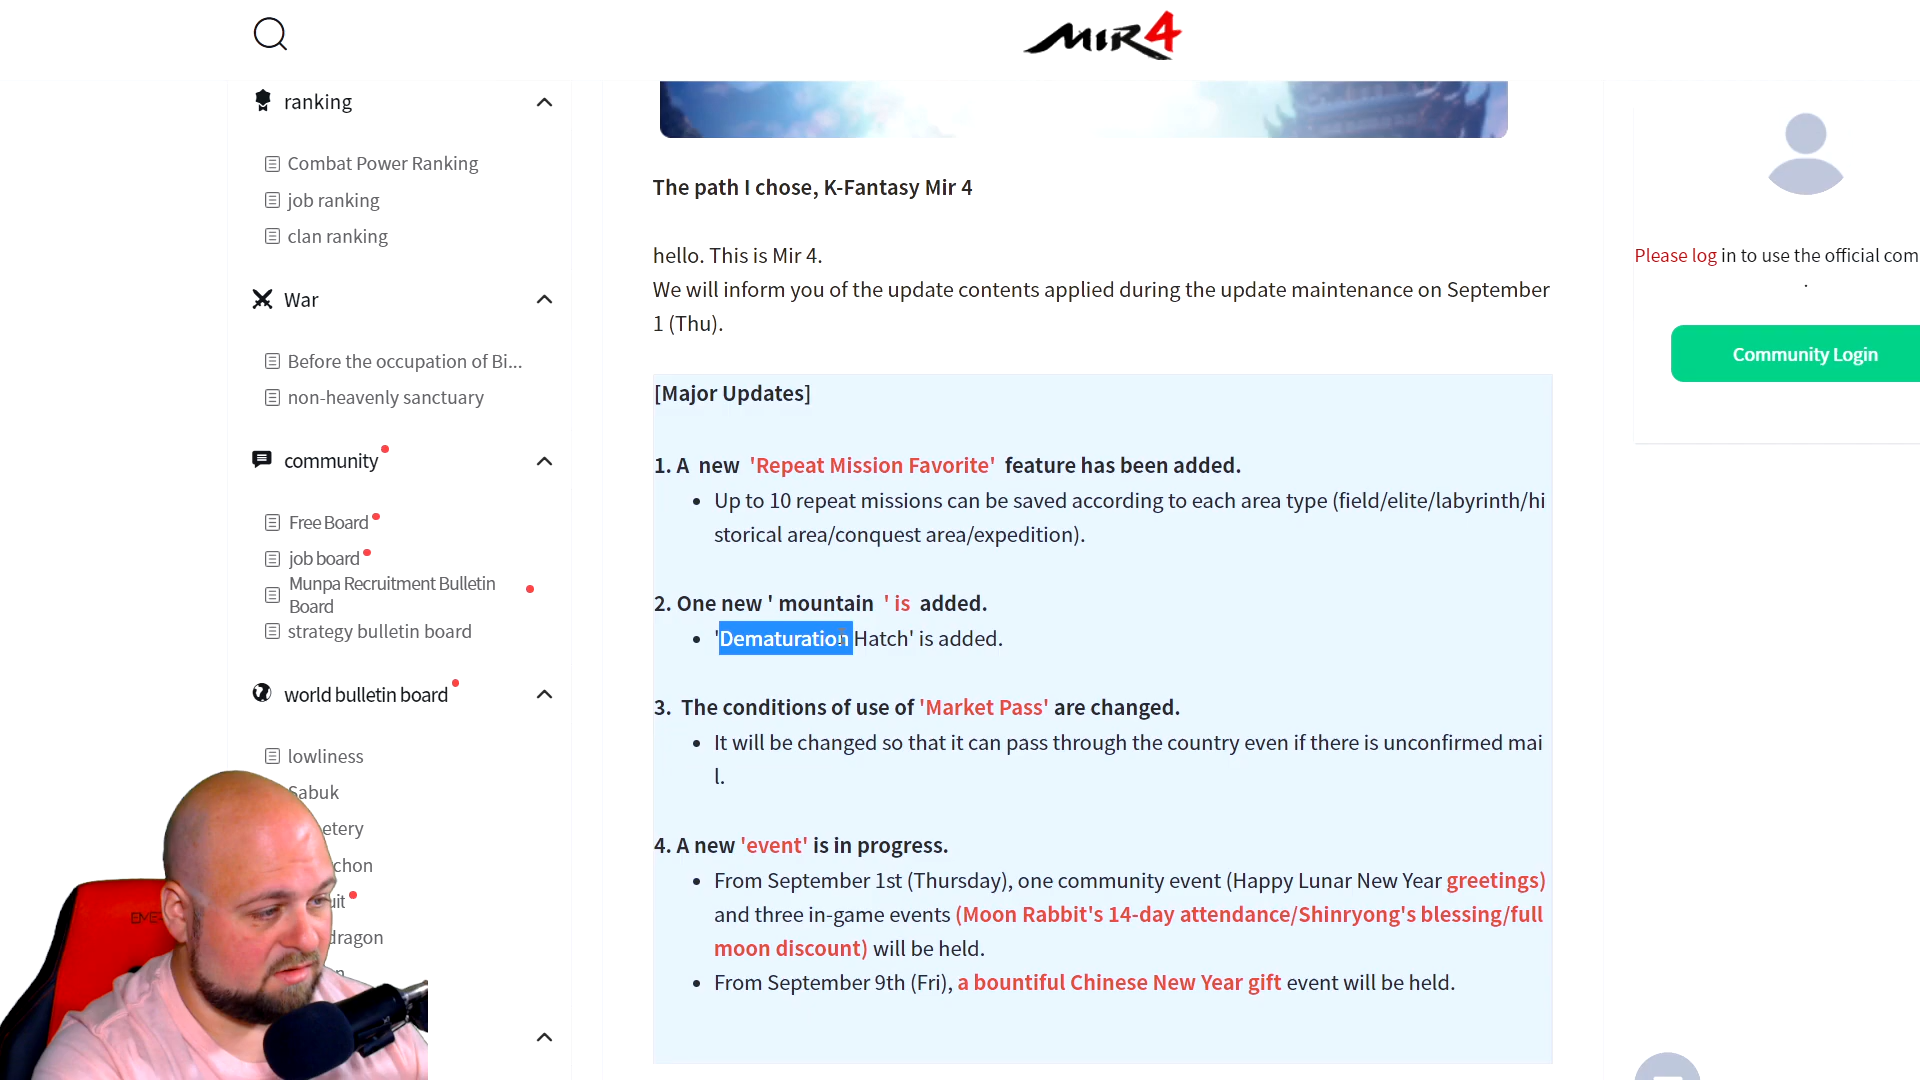 MIR4
ranking
Combat Power Ranking
job ranking
clan ranking
War
Before the occupation of Bi...
non-heavenly sanctuary
community
Free Board
job board
Munpa Recruitment Bulletin
Board
strategy bulletin board
world bulletin board
lowliness
Sabuk
etery
chon
uit
dragon
The path I chose, K-Fantasy Mir 4
hello. This is Mir 4.
We will inform you of the update contents applied during the update maintenance on September
1 (Thu).
[Major Updates]
1. A new 'Repeat Mission Favorite' feature has been added.
Up to 10 repeat missions can be saved according to each area type (field/elite/labyrinth/hi
storical area/conquest area/expedition).
2. One new ' mountain ' is added.
'Dematuration Hatch' is added.
3. The conditions of use of 'Market Pass' are changed.
It will be changed so that it can pass through the country even if there is unconfirmed mai
l.
4. A new 'event' is in progress.
From September 1st (Thursday), one community event (Happy Lunar New Year greetings)
and three in-game events (Moon Rabbit's 14-day attendance/Shinryong's blessing/full
moon discount) will be held.
From September 9th (Fri), a bountiful Chinese New Year gift event will be held.
Please log in to use the official com
.
Community Login